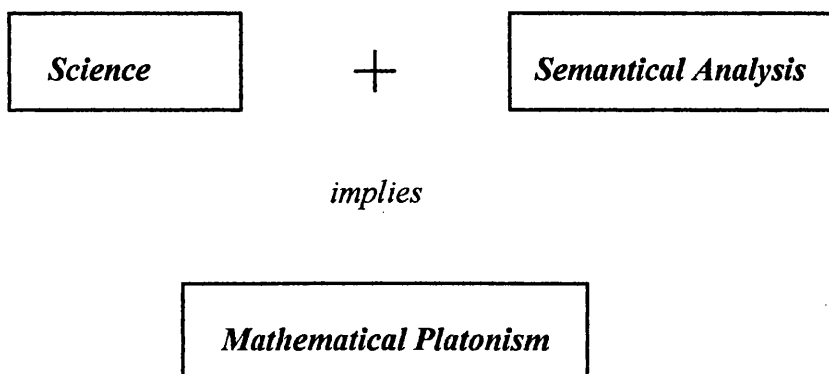 Science + Semantical Analysis
implies
Mathematical Platonism